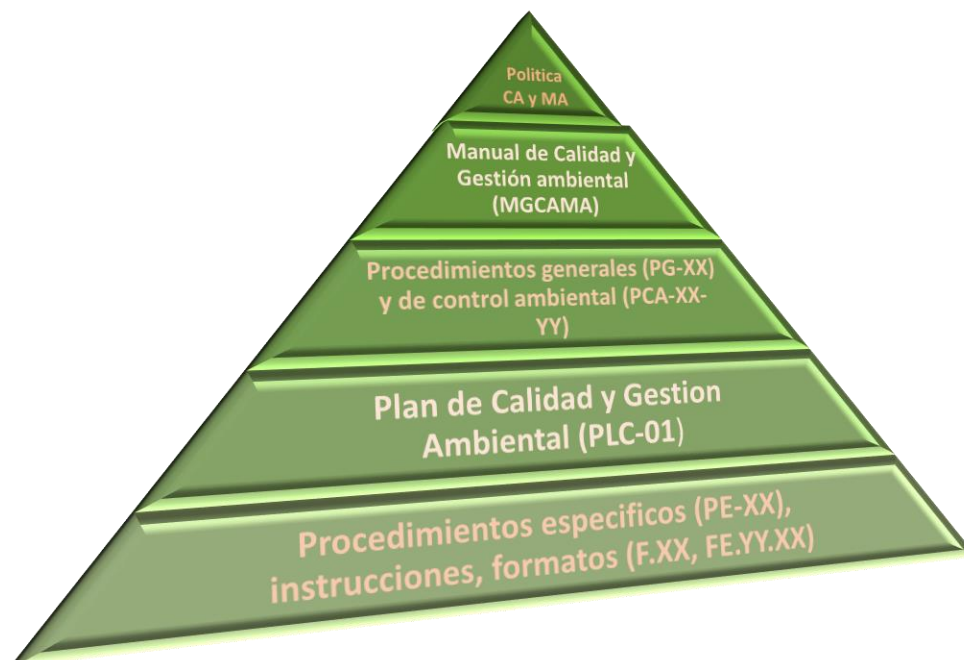 Politica
CA y MA
Manual de Calidad y
Gestión ambiental
(MGCAMA)
Procedimientos generales (PG-XX)
y de control ambiental (PCA-XX-
YY)
Plan de Calidad y Gestion
Ambiental (PLC-01)
Procedimientos especificos (PE-XX),
instrucciones, formatos (F.XX, FE.YY.XX)